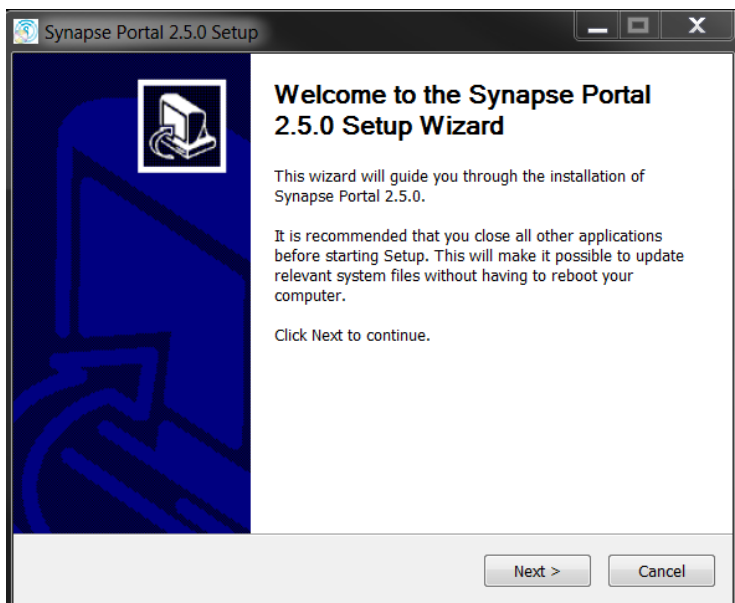 Synapse Portal 2.5.0 Setup
Welcome to the Synapse Portal
2.5.0 Setup Wizard
This wizard will guide you through the installation of
Synapse Portal 2.5.0.
It is recommended that you close all other applications
before starting Setup. This will make it possible to update
relevant system files without having to reboot your
computer.
Click Next to continue.
Next >
Cancel